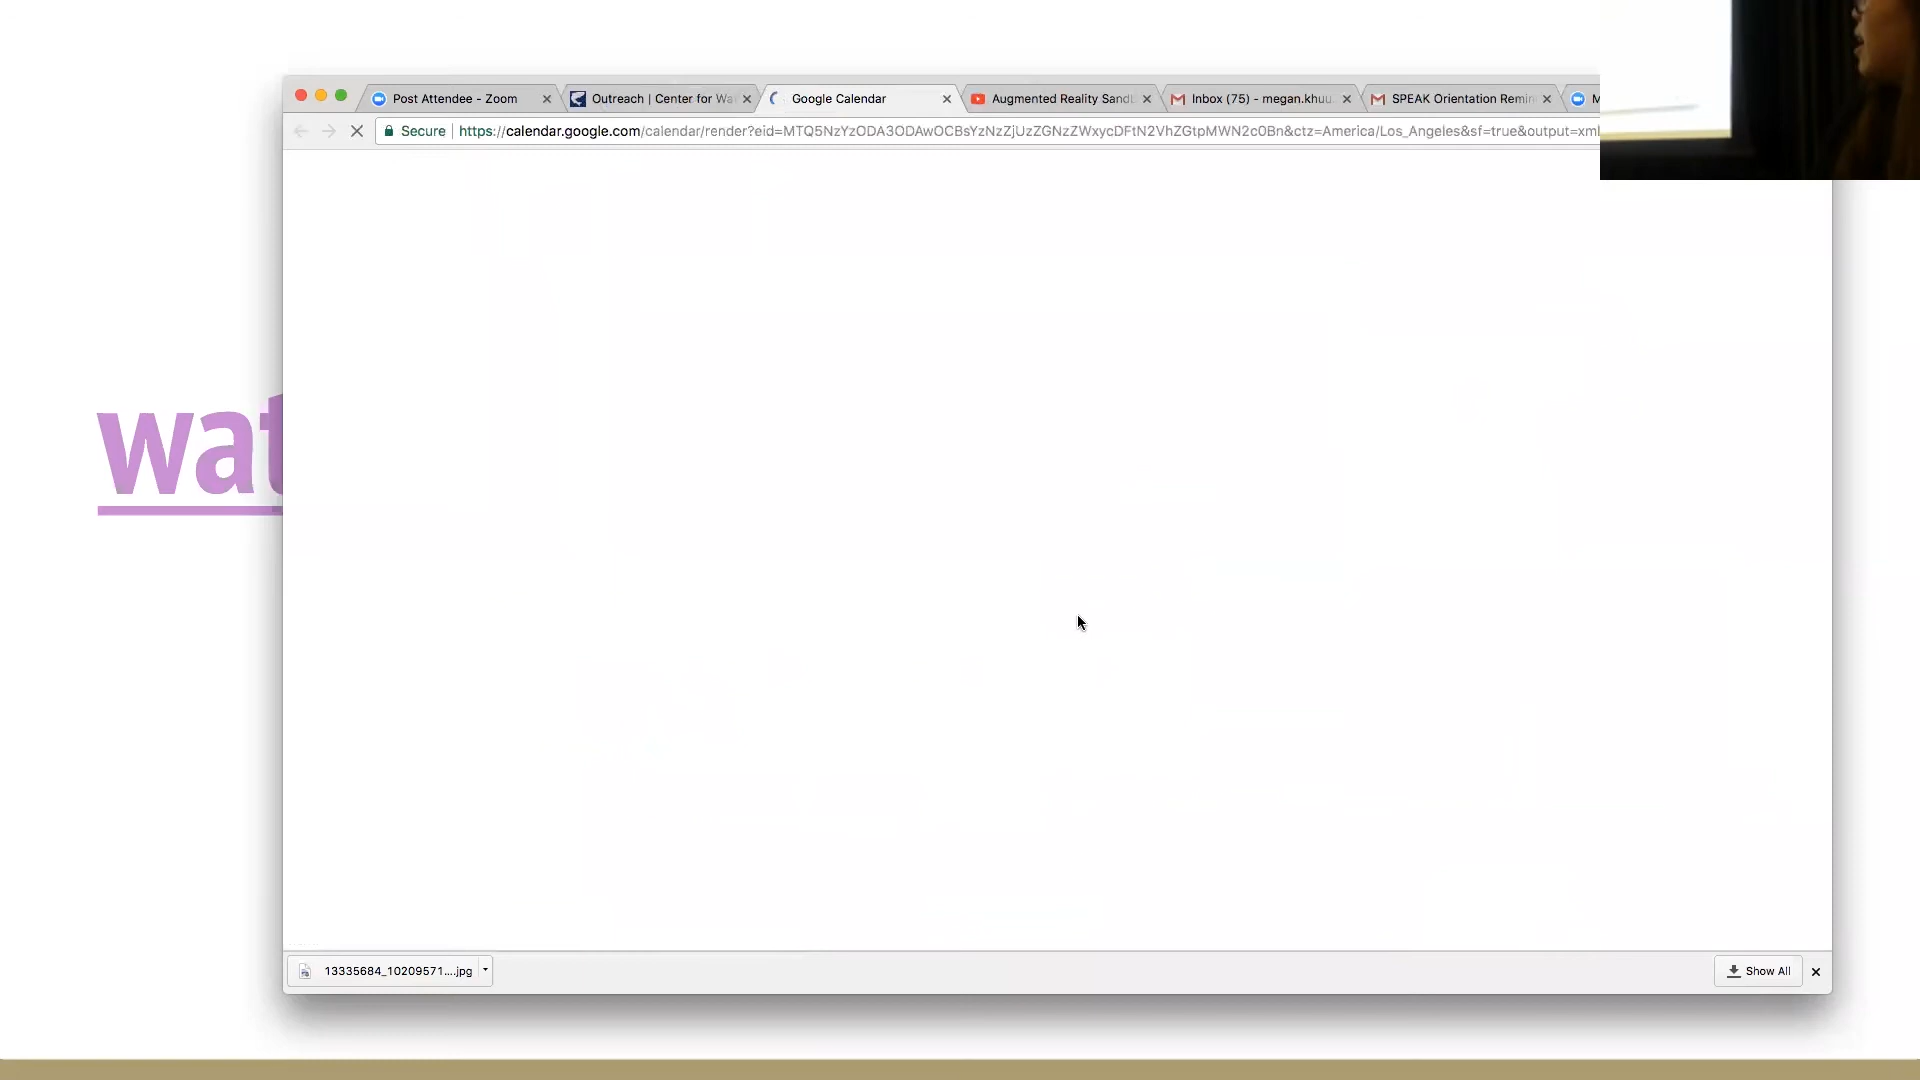 Post Attendee - Zoom
Outreach | Center for Wat
Google Calendar
Augmented Reality Sandb
Inbox (75) - megan.khuu
SPEAK Orientation Remin
M
Secure
https://calendar.google.com/calendar/render?eid=MTQ5NzYzODA3ODAwOCBsYzNzZjUzZGNzZWxycDFtN2VhZGtpMWN2c0Bn&ctz=America/Los_Angeles&sf=true&output=xml
wat
13335684_10209571....jpg
Show All